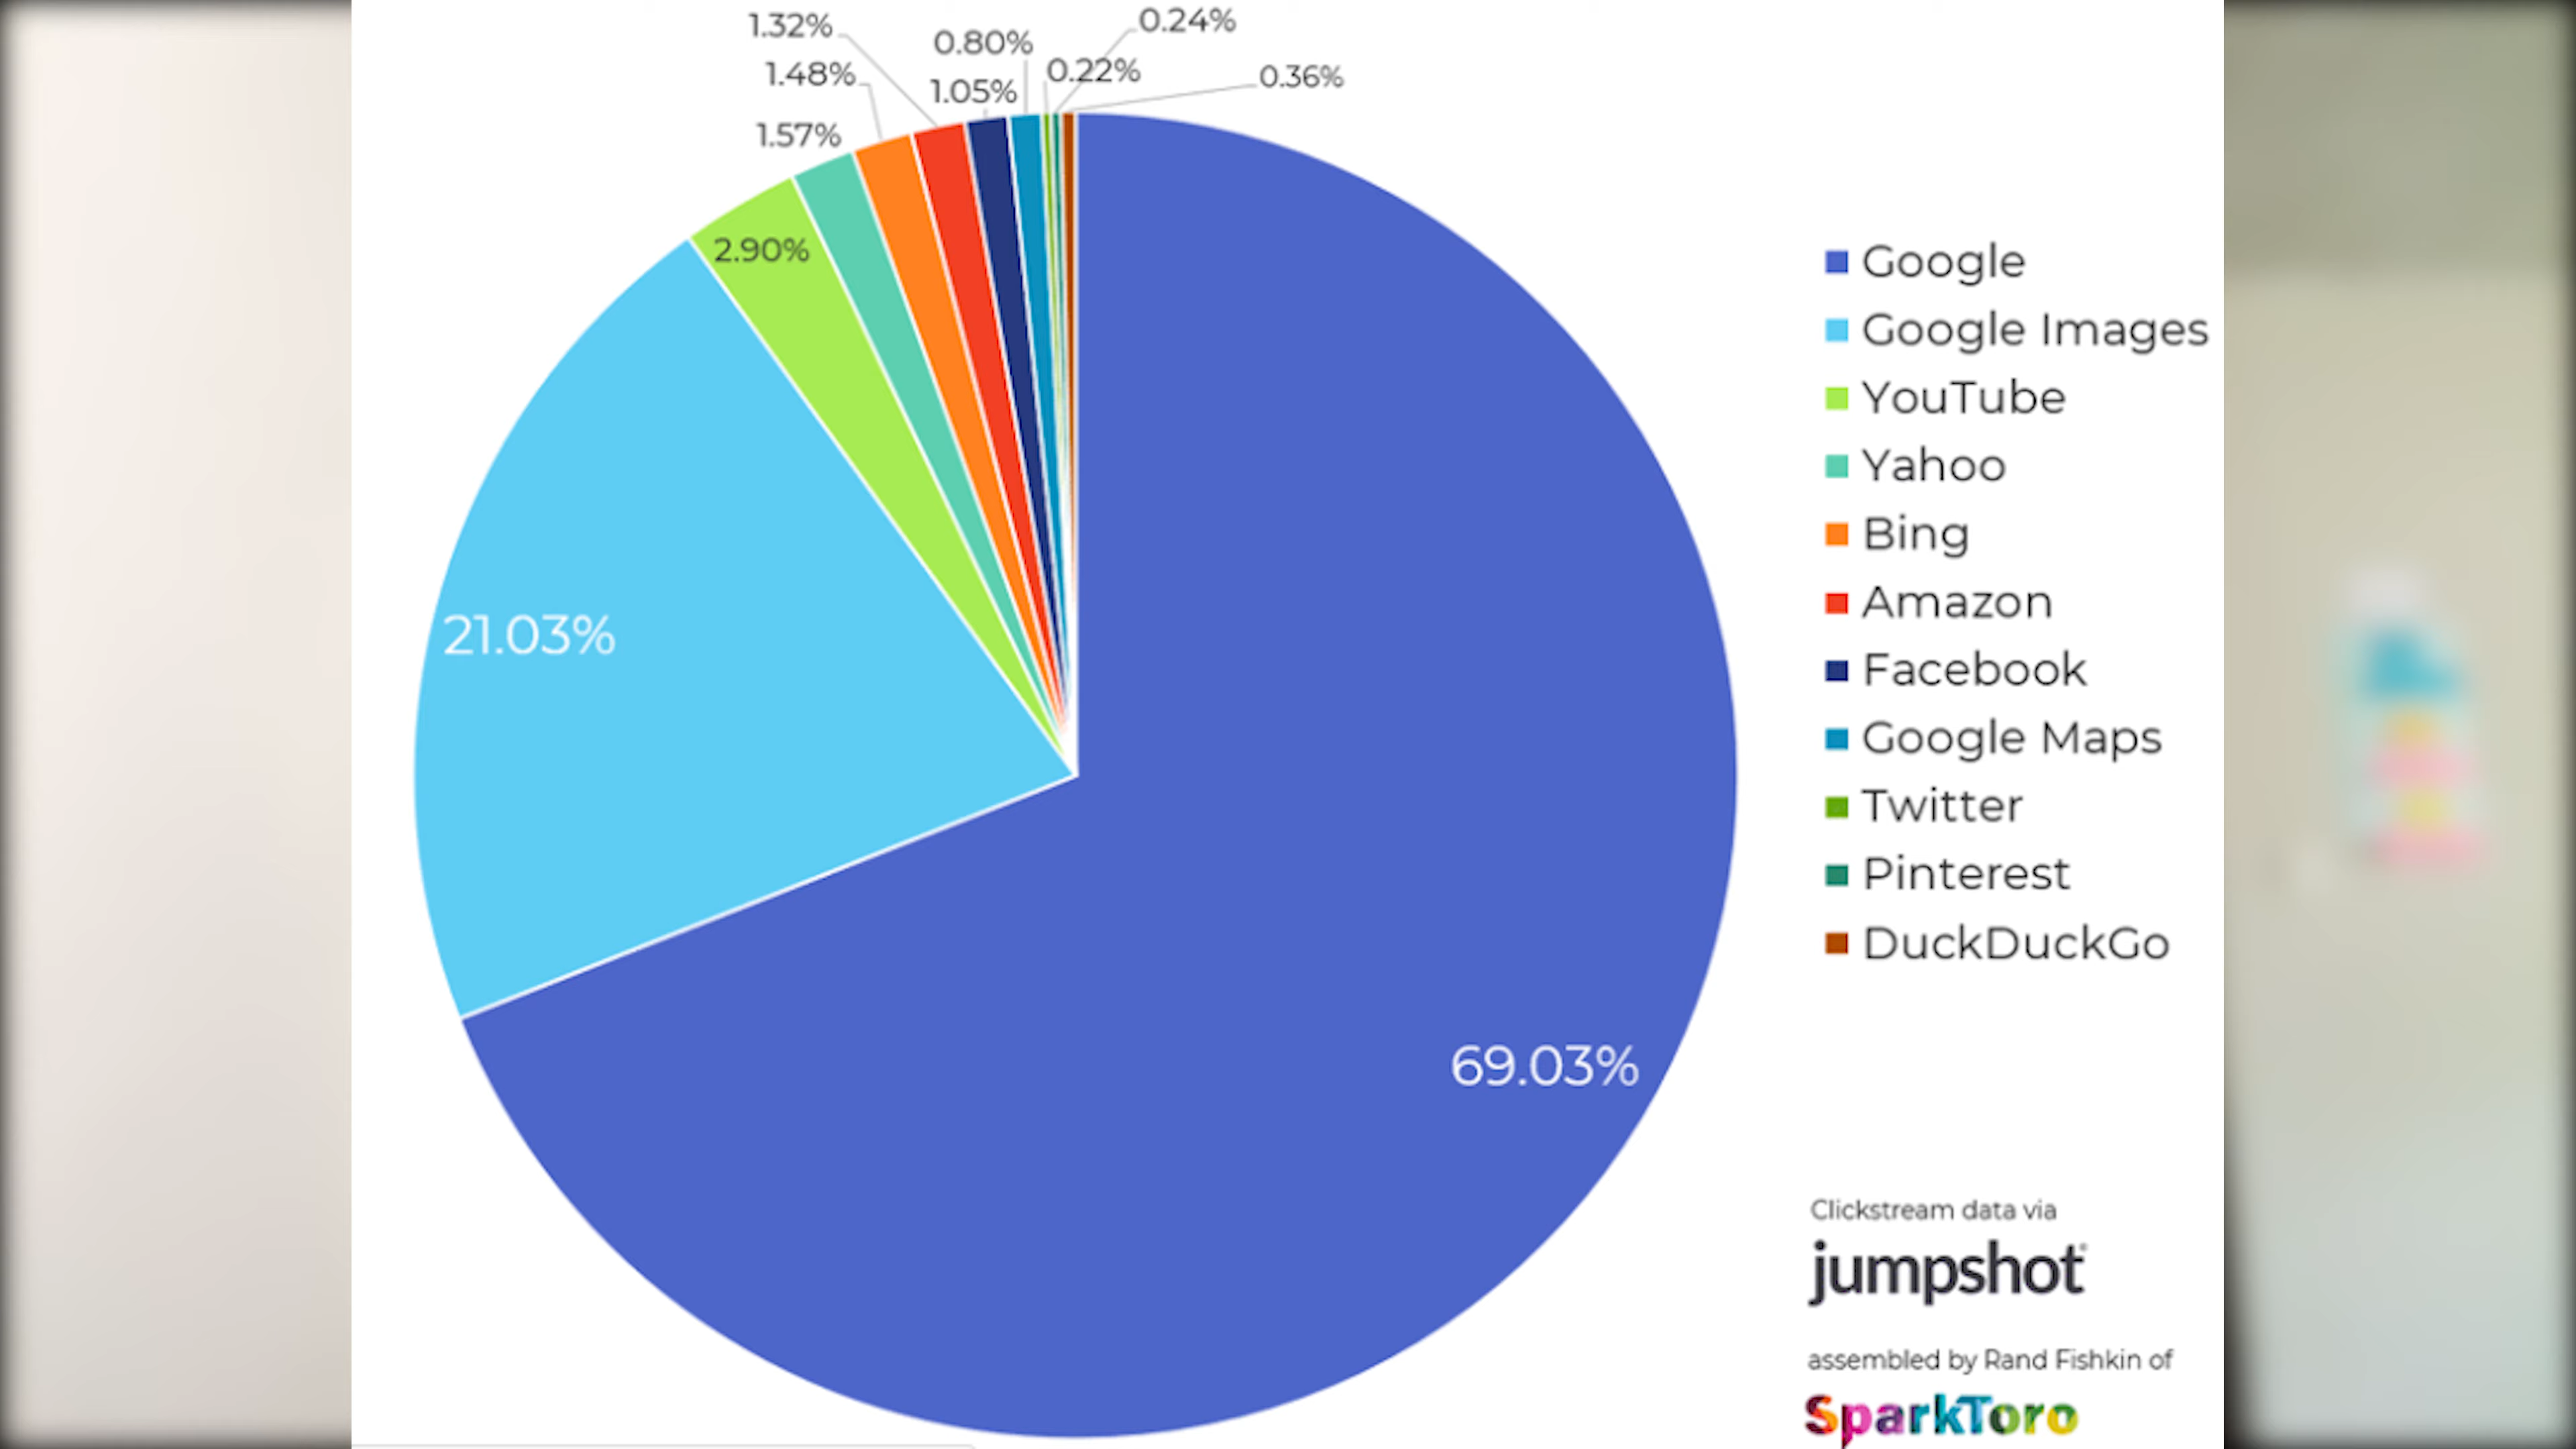 1.32%
0.80%
0.24%
1.48%
1.05%
0.22%
0.36%
1.57%
2.90%
21.03%
69.03%
Google
Google Images
YouTube
Yahoo
Bing
Amazon
Facebook
Google Maps
Twitter
Pinterest
DuckDuckGo
Clickstream data via
jumpshot
assembled by Rand Fishkin of
SparkToro